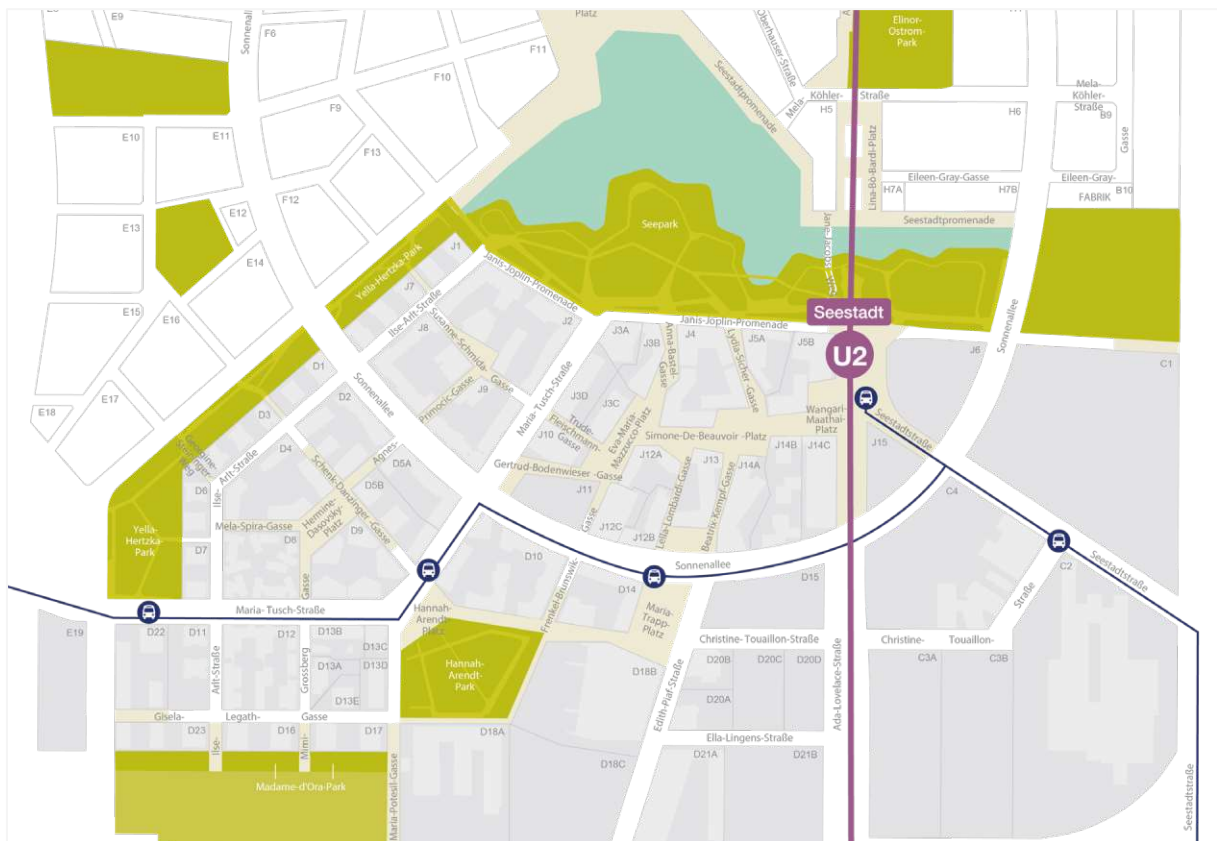 E9
Sonnenallee
F6
Platz
F11
F10
F9
E10
E11
F13
F12
E12
E13
E14
E15
E16
E17
E18
Oberhauser-Straße
Elinor-
Ostrom-
Park
Seestadtpromenade
Mela-
Köhler-
Straße
H5
H6
Mela-
Köhler-
Straße
B9
Gasse
Lina-Bo-Bardi-Platz
Eileen-Gray-Gasse
Eileen-Gray-
H7A
H7B
FABRIK
B10
Seestadtpromenade
Jane-Jacobs-
Seepark
Yella-Hertzka-Park
J1
J7
Ilse-Arlt-Straße
J8
Janis-Joplin-Promenade
Susanne-Schmida-
Gasse
J2
Primocic-Gasse
J9
Maria-Tusch-Straße
Seestadt
U2
Janis-Joplin-Promenade
J3A
J3B
Anna-Bastel-
Gasse
J4
Lydia-Sicher-Gasse
J5A
J5B
J6
Sonnenallee
C1
J3D
J3C
Trude-
Fleischmann-
Gasse
J10
Eva-Maria-
Mazzucco-Platz
Simone-De-Beauvoir -Platz
Wangari-
Maathai-
Platz
Seestadtstraße
J15
Gertrud-Bodenwieser -Gasse
J11
Gasse
J12A
J12C
J12B
Leila-Lombardi-Gasse
J13
Beatrix-Kempf-Gasse
J14A
J14B
J14C
D1
D2
D3
Sonnenallee
Georgine-
Steininger-
Weg
Ilse-
Arlt-Straße
D4
Schenk-Danzinger -Gasse
Agnes-
D5A
D5B
D6
Mela-Spira-Gasse
Hermine-
Dasovsky-
Platz
D9
D8
Gasse
D7
Yella-
Hertzka-
Park
Maria- Tusch-Straße
Sonnenallee
D10
Frenkel-Brunswik-
D14
Maria-
Trapp-
Platz
D15
C4
C2
Straße
Seestadtstraße
Hannah-
Arendt-
Platz
Hannah-
Arendt-
Park
E19
D22
D11
Arlt-Straße
D12
Grossberg
D13B
D13C
D13A
D13D
D13E
Christine-Touaillon-Straße
Christine-
Touaillon-
D18B
D20B
D20C
D20D
D20A
C3A
C3B
Edith-Piaf-Straße
Ada-Lovelace-Straße
Gisela-
Legath-
Gasse
D23
Ilse-
D16
Mimi-
D17
D18A
Ella-Lingens-Straße
D18C
D21A
D21B
Madame-d'Ora-Park
Maria-Potesil-Gasse
Seestadtstraße